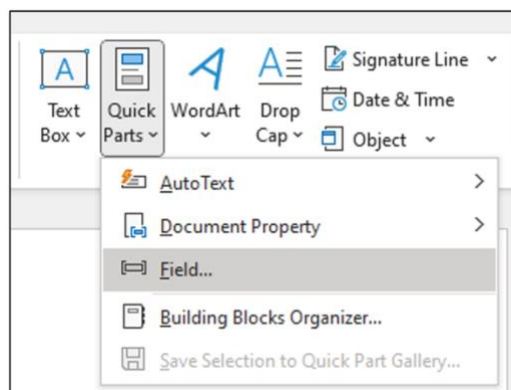 Text
Box
Quick
Parts
WordArt
Drop
Cap
Signature Line
Date & Time
Object
AutoText
Document Property
Field...
Building Blocks Organizer...
Save Selection to Quick Part Gallery...